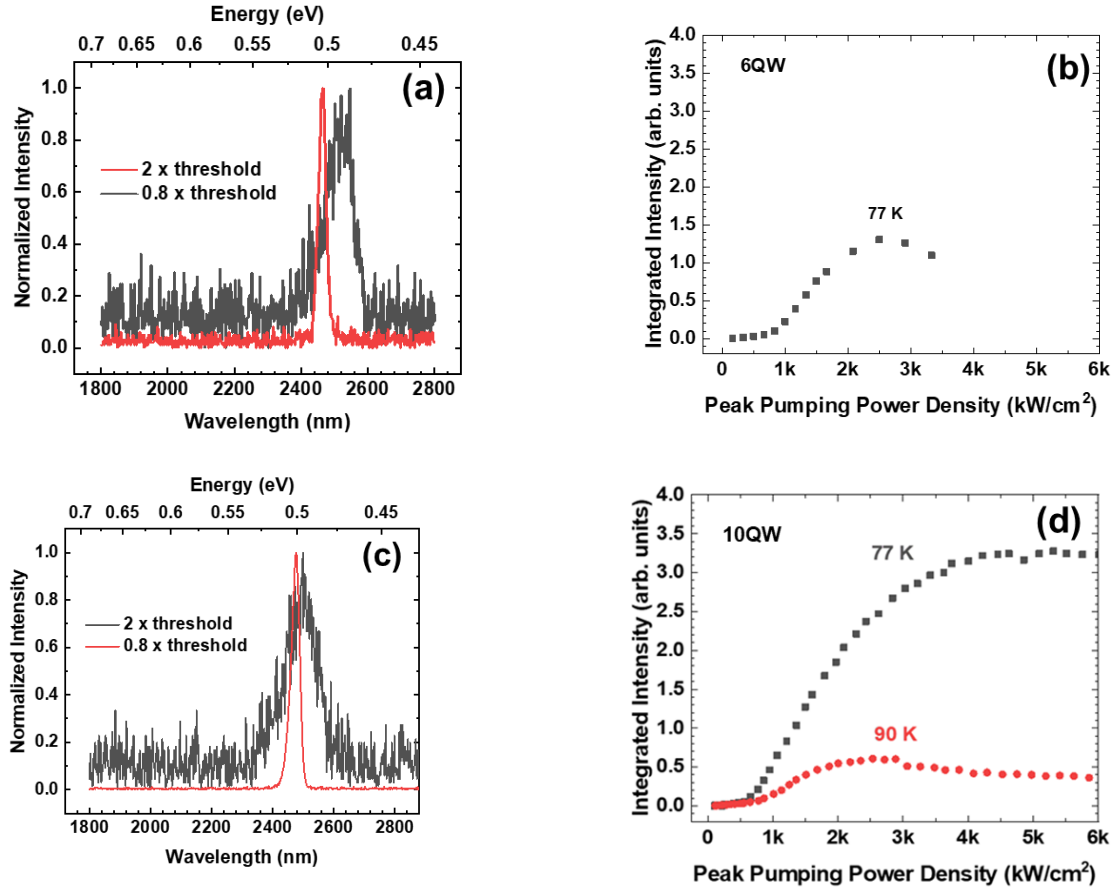 Energy (eV)
0.7 0.65 0.6 0.55 0.5 0.45
(a)
1.0
0.8
0.6
0.4
0.2
0.0
Normalized Intensity
2 x threshold
0.8 x threshold
1800 2000 2200 2400 2600 2800
Wavelength (nm)
(b)
6QW
77 K
4.0
3.5
3.0
2.5
2.0
1.5
1.0
0.5
0.0
Integrated Intensity (arb. units)
0 1k 2k 3k 4k 5k 6k
Peak Pumping Power Density (kW/cm²)
Energy (eV)
0.7 0.65 0.6 0.55 0.5 0.45
(c)
1.0
0.8
0.6
0.4
0.2
0.0
Normalized Intensity
2 x threshold
0.8 x threshold
1800 2000 2200 2400 2600 2800
Wavelength (nm)
(d)
10QW
77 K
90 K
4.0
3.5
3.0
2.5
2.0
1.5
1.0
0.5
0.0
Integrated Intensity (arb. units)
0 1k 2k 3k 4k 5k 6k
Peak Pumping Power Density (kW/cm²)